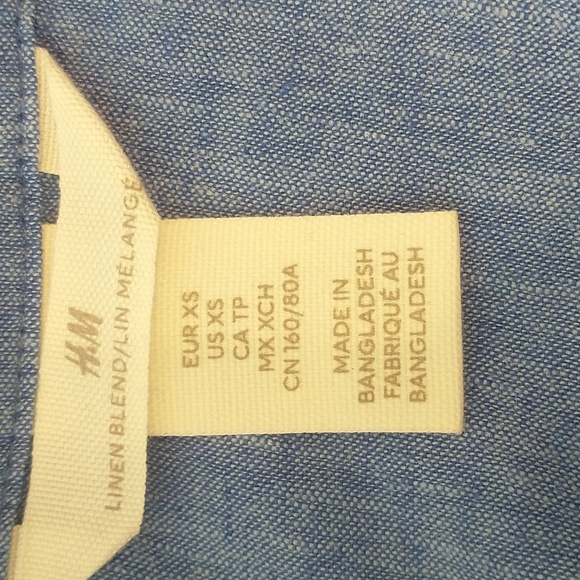 H&M
LINEN BLEND/LIN MÉLANGÉ
EUR XS
US XS
CA TP
MX XCH
CN 160/80A
MADE IN
BANGLADESH
FABRIQUÉ AU
BANGLADESH